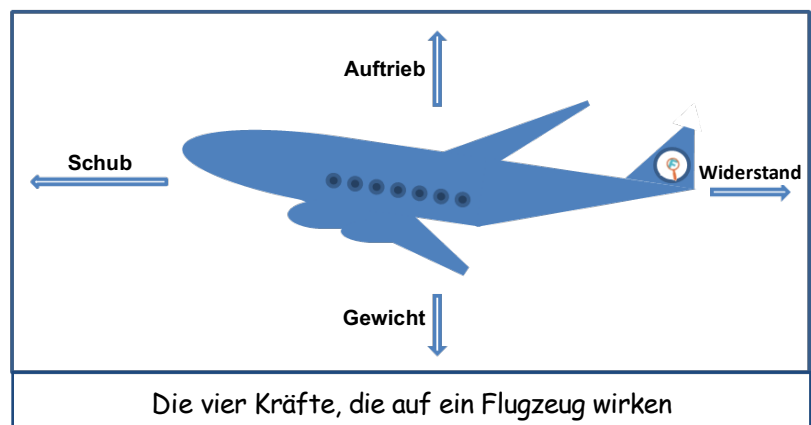 Auftrieb
Schub
Widerstand
Gewicht
Die vier Kräfte, die auf ein Flugzeug wirken